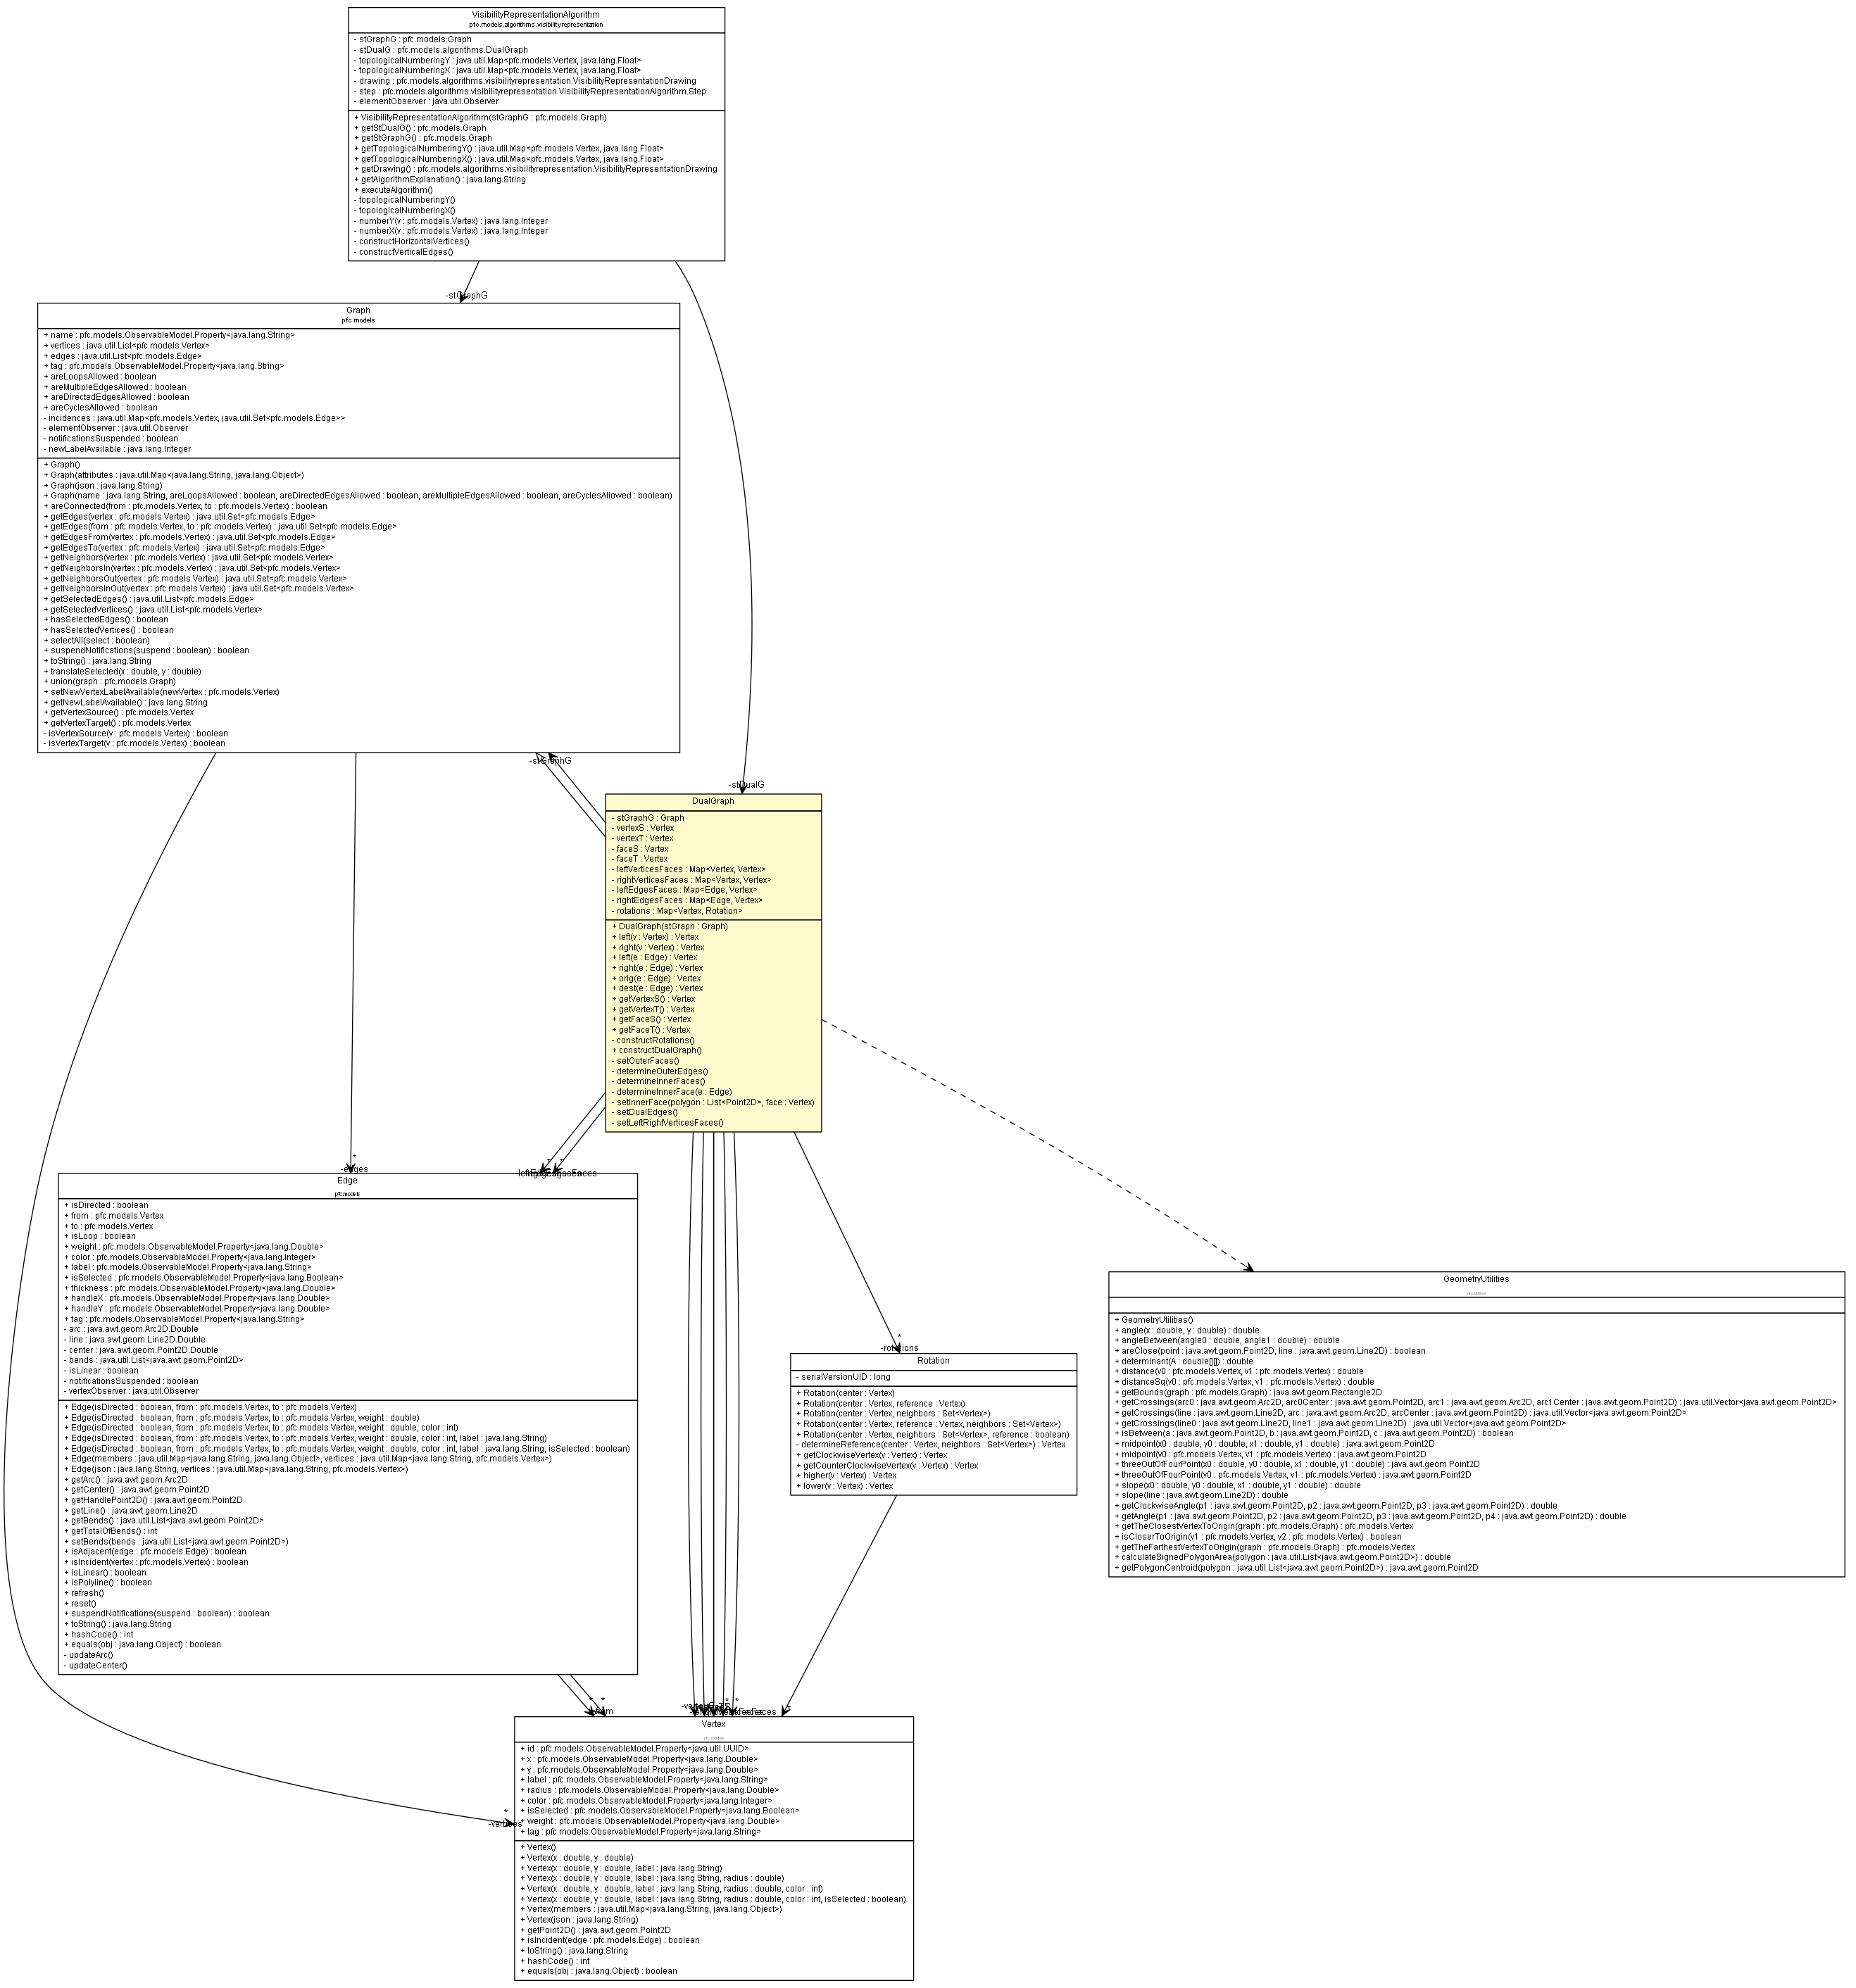 VisibilityRepresentationAlgorithm
pfc.models.algorithms.visibilityrepresentation
- stGraphG : pfc.models.Graph
- stDualG : pfc.models.algorithms.DualGraph
- topologicalNumberingY : java.util.Map<pfc.models.Vertex, java.lang.Float>
- topologicalNumberingX : java.util.Map<pfc.models.Vertex, java.lang.Float>
- drawing : pfc.models.algorithms.visibilityrepresentation.VisibilityRepresentationDrawing
- step : pfc.models.algorithms.visibilityrepresentation.VisibilityRepresentationAlgorithm.Step
- elementObserver : java.util.Observer
+ VisibilityRepresentationAlgorithm(stGraphG : pfc.models.Graph)
+ getStDualG() : pfc.models.Graph
+ getStGraphG() : pfc.models.Graph
+ getTopologicalNumberingY() : java.util.Map<pfc.models.Vertex, java.lang.Float>
+ getTopologicalNumberingX() : java.util.Map<pfc.models.Vertex, java.lang.Float>
+ getDrawing() : pfc.models.algorithms.visibilityrepresentation.VisibilityRepresentationDrawing
+ getAlgorithmExplanation() : java.lang.String
+ executeAlgorithm()
- topologicalNumberingY()
- topologicalNumberingX()
- numberY(v : pfc.models.Vertex) : java.lang.Integer
- numberX(v : pfc.models.Vertex) : java.lang.Integer
- constructHorizontalVertices()
- constructVerticalEdges()
-stGraphG
Graph
pfc.models
+ name : pfc.models.ObservableModel.Property<java.lang.String>
+ vertices : java.util.List<pfc.models.Vertex>
+ edges : java.util.List<pfc.models.Edge>
+ tag : pfc.models.ObservableModel.Property<java.lang.String>
+ areLoopsAllowed : boolean
+ areMultipleEdgesAllowed : boolean
+ areDirectedEdgesAllowed : boolean
+ areCyclesAllowed : boolean
- incidences : java.util.Map<pfc.models.Vertex, java.util.Set<pfc.models.Edge>>
- elementObserver : java.util.Observer
- notificationsSuspended : boolean
- newLabelAvailable : java.lang.Integer
+ Graph()
+ Graph(attributes : java.util.Map<java.lang.String, java.lang.Object>)
+ Graph(json : java.lang.String)
+ Graph(name : java.lang.String, areLoopsAllowed : boolean, areDirectedEdgesAllowed : boolean, areMultipleEdgesAllowed : boolean, areCyclesAllowed : boolean)
+ areConnected(from : pfc.models.Vertex, to : pfc.models.Vertex) : boolean
+ getEdges(vertex : pfc.models.Vertex) : java.util.Set<pfc.models.Edge>
+ getEdges(from : pfc.models.Vertex, to : pfc.models.Vertex) : java.util.Set<pfc.models.Edge>
+ getEdgesFrom(vertex : pfc.models.Vertex) : java.util.Set<pfc.models.Edge>
+ getEdgesTo(vertex : pfc.models.Vertex) : java.util.Set<pfc.models.Edge>
+ getNeighbors(vertex : pfc.models.Vertex) : java.util.Set<pfc.models.Vertex>
+ getNeighborsIn(vertex : pfc.models.Vertex) : java.util.Set<pfc.models.Vertex>
+ getNeighborsOut(vertex : pfc.models.Vertex) : java.util.Set<pfc.models.Vertex>
+ getNeighborsInOut(vertex : pfc.models.Vertex) : java.util.Set<pfc.models.Vertex>
+ getSelectedEdges() : java.util.List<pfc.models.Edge>
+ getSelectedVertices() : java.util.List<pfc.models.Vertex>
+ hasSelectedEdges() : boolean
+ hasSelectedVertices() : boolean
+ selectAll(select : boolean)
+ suspendNotifications(suspend : boolean) : boolean
+ toString() : java.lang.String
+ translateSelected(x : double, y : double)
+ union(graph : pfc.models.Graph)
+ setNewVertexLabelAvailable(newVertex : pfc.models.Vertex)
+ getNewLabelAvailable() : java.lang.String
+ getVertexSource() : pfc.models.Vertex
+ getVertexTarget() : pfc.models.Vertex
- isVertexSource(v : pfc.models.Vertex) : boolean
- isVertexTarget(v : pfc.models.Vertex) : boolean
-stGraphG
-stDualG
DualGraph
- stGraphG : Graph
- vertexS : Vertex
- vertexT : Vertex
- faceS : Vertex
- faceT : Vertex
- leftVerticesFaces : Map<Vertex, Vertex>
- rightVerticesFaces : Map<Vertex, Vertex>
- leftEdgesFaces : Map<Edge, Vertex>
- rightEdgesFaces : Map<Edge, Vertex>
- rotations : Map<Vertex, Rotation>
+ DualGraph(stGraph : Graph)
+ left(v : Vertex) : Vertex
+ right(v : Vertex) : Vertex
+ left(e : Edge) : Vertex
+ right(e : Edge) : Vertex
+ orig(e : Edge) : Vertex
+ dest(e : Edge) : Vertex
+ getVertexS() : Vertex
+ getVertexT() : Vertex
+ getFaceS() : Vertex
+ getFaceT() : Vertex
- constructRotations()
+ constructDualGraph()
- setOuterFaces()
- determineOuterEdges()
- determineInnerFaces()
- determineInnerFace(e : Edge)
- setInnerFace(polygon : List<Point2D>, face : Vertex)
- setDualEdges()
- setLeftRightVerticesFaces()
*
-edges
*
*
Edge
pfc.models
+ isDirected : boolean
+ from : pfc.models.Vertex
+ to : pfc.models.Vertex
+ isLoop : boolean
+ weight : pfc.models.ObservableModel.Property<java.lang.Double>
+ color : pfc.models.ObservableModel.Property<java.lang.Integer>
+ label : pfc.models.ObservableModel.Property<java.lang.String>
+ isSelected : pfc.models.ObservableModel.Property<java.lang.Boolean>
+ thickness : pfc.models.ObservableModel.Property<java.lang.Double>
+ handleX : pfc.models.ObservableModel.Property<java.lang.Double>
+ handleY : pfc.models.ObservableModel.Property<java.lang.Double>
+ tag : pfc.models.ObservableModel.Property<java.lang.String>
- arc : java.awt.geom.Arc2D.Double
- line : java.awt.geom.Line2D.Double
- center : java.awt.geom.Point2D.Double
- bends : java.util.List<java.awt.geom.Point2D>
- isLinear : boolean
- notificationsSuspended : boolean
- vertexObserver : java.util.Observer
+ Edge(isDirected : boolean, from : pfc.models.Vertex, to : pfc.models.Vertex)
+ Edge(isDirected : boolean, from : pfc.models.Vertex, to : pfc.models.Vertex, weight : double)
+ Edge(isDirected : boolean, from : pfc.models.Vertex, to : pfc.models.Vertex, weight : double, color : int)
+ Edge(isDirected : boolean, from : pfc.models.Vertex, to : pfc.models.Vertex, weight : double, color : int, label : java.lang.String)
+ Edge(isDirected : boolean, from : pfc.models.Vertex, to : pfc.models.Vertex, weight : double, color : int, label : java.lang.String, isSelected : boolean)
+ Edge(members : java.util.Map<java.lang.String, java.lang.Object>, vertices : java.util.Map<java.lang.String, pfc.models.Vertex>)
+ Edge(json : java.lang.String, vertices : java.util.Map<java.lang.String, pfc.models.Vertex>)
+ getArc() : java.awt.geom.Arc2D
+ getCenter() : java.awt.geom.Point2D
+ getHandlePoint2D() : java.awt.geom.Point2D
+ getLine() : java.awt.geom.Line2D
+ getBends() : java.util.List<java.awt.geom.Point2D>
+ getTotalOfBends() : int
+ setBends(bends : java.util.List<java.awt.geom.Point2D>)
+ isAdjacent(edge : pfc.models.Edge) : boolean
+ isIncident(vertex : pfc.models.Vertex) : boolean
+ isLinear() : boolean
+ isPolyline() : boolean
+ refresh()
+ reset()
+ suspendNotifications(suspend : boolean) : boolean
+ toString() : java.lang.String
+ hashCode() : int
+ equals(obj : java.lang.Object) : boolean
- updateArc()
- updateCenter()
*
-rotations
Rotation
- serialVersionUID : long
+ Rotation(center : Vertex)
+ Rotation(center : Vertex, reference : Vertex)
+ Rotation(center : Vertex, neighbors : Set<Vertex>)
+ Rotation(center : Vertex, reference : Vertex, neighbors : Set<Vertex>)
+ Rotation(center : Vertex, neighbors : Set<Vertex>, reference : boolean)
- determineReference(center : Vertex, neighbors : Set<Vertex>) : Vertex
+ getClockwiseVertex(v : Vertex) : Vertex
+ getCounterClockwiseVertex(v : Vertex) : Vertex
+ higher(v : Vertex) : Vertex
+ lower(v : Vertex) : Vertex
GeometryUtilities
+ GeometryUtilities()
+ angle(x : double, y : double) : double
+ angleBetween(angle0 : double, angle1 : double) : double
+ areClose(point : java.awt.geom.Point2D, line : java.awt.geom.Line2D) : boolean
+ determinant(A : double[][]) : double
+ distance(v0 : pfc.models.Vertex, v1 : pfc.models.Vertex) : double
+ distanceSq(v0 : pfc.models.Vertex, v1 : pfc.models.Vertex) : double
+ getBounds(graph : pfc.models.Graph) : java.awt.geom.Rectangle2D
+ getCrossings(arc0 : java.awt.geom.Arc2D, arc0Center : java.awt.geom.Point2D, arc1 : java.awt.geom.Arc2D, arc1Center : java.awt.geom.Point2D) : java.util.Vector<java.awt.geom.Point2D>
+ getCrossings(line : java.awt.geom.Line2D, arc : java.awt.geom.Arc2D, arcCenter : java.awt.geom.Point2D) : java.util.Vector<java.awt.geom.Point2D>
+ getCrossings(line0 : java.awt.geom.Line2D, line1 : java.awt.geom.Line2D) : java.util.Vector<java.awt.geom.Point2D>
+ isBetween(a : java.awt.geom.Point2D, b : java.awt.geom.Point2D, c : java.awt.geom.Point2D) : boolean
+ midpoint(x0 : double, y0 : double, x1 : double, y1 : double) : java.awt.geom.Point2D
+ midpoint(v0 : pfc.models.Vertex, v1 : pfc.models.Vertex) : java.awt.geom.Point2D
+ threeOutOfFourPoint(x0 : double, y0 : double, x1 : double, y1 : double) : java.awt.geom.Point2D
+ threeOutOfFourPoint(v0 : pfc.models.Vertex, v1 : pfc.models.Vertex) : java.awt.geom.Point2D
+ slope(x0 : double, y0 : double, x1 : double, y1 : double) : double
+ slope(line : java.awt.geom.Line2D) : double
+ getClockwiseAngle(p1 : java.awt.geom.Point2D, p2 : java.awt.geom.Point2D, p3 : java.awt.geom.Point2D) : double
+ getAngle(p1 : java.awt.geom.Point2D, p2 : java.awt.geom.Point2D, p3 : java.awt.geom.Point2D, p4 : java.awt.geom.Point2D) : double
+ getTheClosestVertexToOrigin(graph : pfc.models.Graph) : pfc.models.Vertex
+ isCloserToOrigin(v1 : pfc.models.Vertex, v2 : pfc.models.Vertex) : boolean
+ getTheFarthestVertexToOrigin(graph : pfc.models.Graph) : pfc.models.Vertex
+ calculateSignedPolygonArea(polygon : java.util.List<java.awt.geom.Point2D>) : double
+ getPolygonCentroid(polygon : java.util.List<java.awt.geom.Point2D>) : java.awt.geom.Point2D
*
*
*
*
*
*
-vertices
Vertex
+ id : pfc.models.ObservableModel.Property<java.util.UUID>
+ x : pfc.models.ObservableModel.Property<java.lang.Double>
+ y : pfc.models.ObservableModel.Property<java.lang.Double>
+ label : pfc.models.ObservableModel.Property<java.lang.String>
+ radius : pfc.models.ObservableModel.Property<java.lang.Double>
+ color : pfc.models.ObservableModel.Property<java.lang.Integer>
+ isSelected : pfc.models.ObservableModel.Property<java.lang.Boolean>
+ weight : pfc.models.ObservableModel.Property<java.lang.Double>
+ tag : pfc.models.ObservableModel.Property<java.lang.String>
+ Vertex()
+ Vertex(x : double, y : double)
+ Vertex(x : double, y : double, label : java.lang.String)
+ Vertex(x : double, y : double, label : java.lang.String, radius : double)
+ Vertex(x : double, y : double, label : java.lang.String, radius : double, color : int)
+ Vertex(x : double, y : double, label : java.lang.String, radius : double, color : int, isSelected : boolean)
+ Vertex(members : java.util.Map<java.lang.String, java.lang.Object>)
+ Vertex(json : java.lang.String)
+ getPoint2D() : java.awt.geom.Point2D
+ isIncident(edge : pfc.models.Edge) : boolean
+ toString() : java.lang.String
+ hashCode() : int
+ equals(obj : java.lang.Object) : boolean